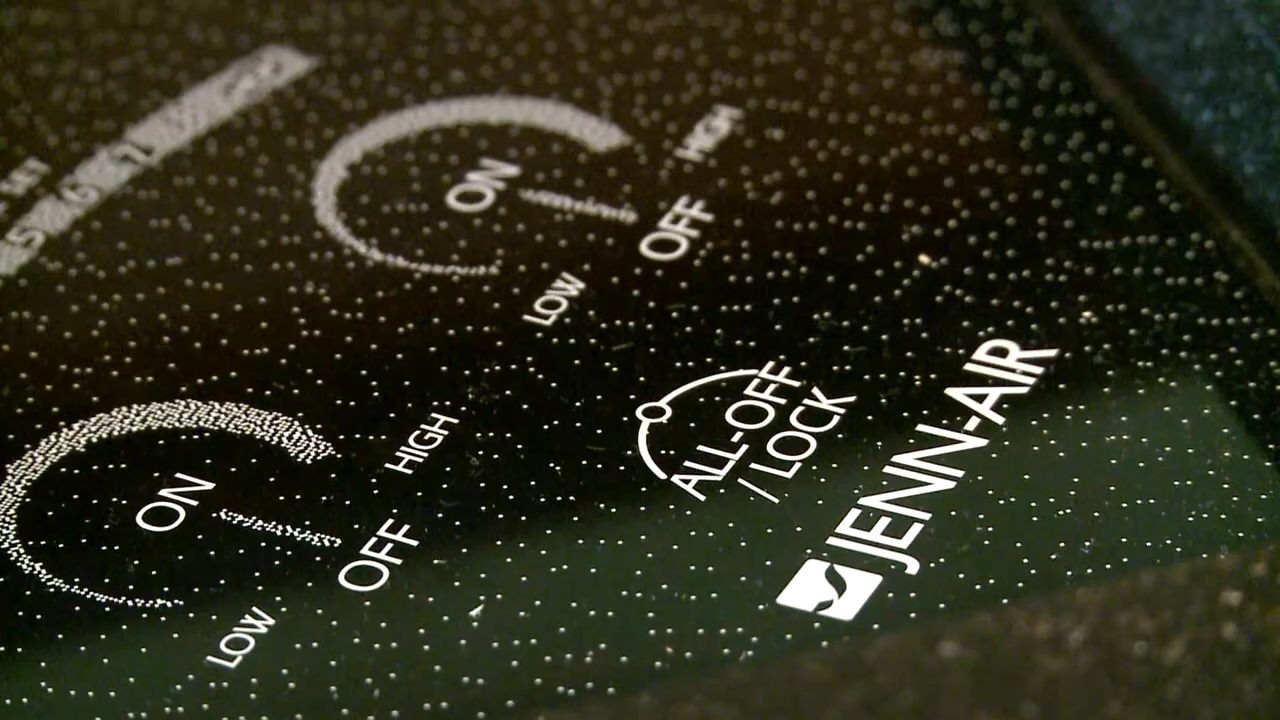 ON
HIGH
OFF
LOW
ON
HIGH
OFF
LOW
ALL-OFF
/ LOCK
JENN-AIR